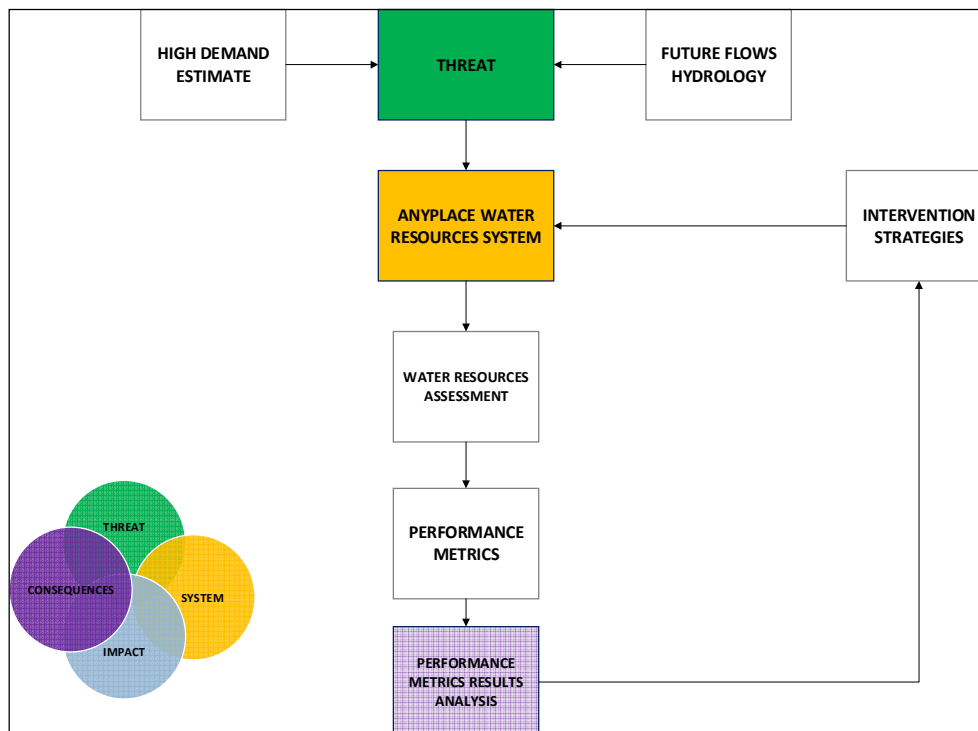 HIGH DEMAND
ESTIMATE
THREAT
FUTURE FLOWS
HYDROLOGY
ANYPLACE WATER
RESOURCES SYSTEM
INTERVENTION
STRATEGIES
WATER RESOURCES
ASSESSMENT
PERFORMANCE
METRICS
PERFORMANCE
METRICS RESULTS
ANALYSIS
THREAT
CONSEQUENCES
SYSTEM
IMPACT